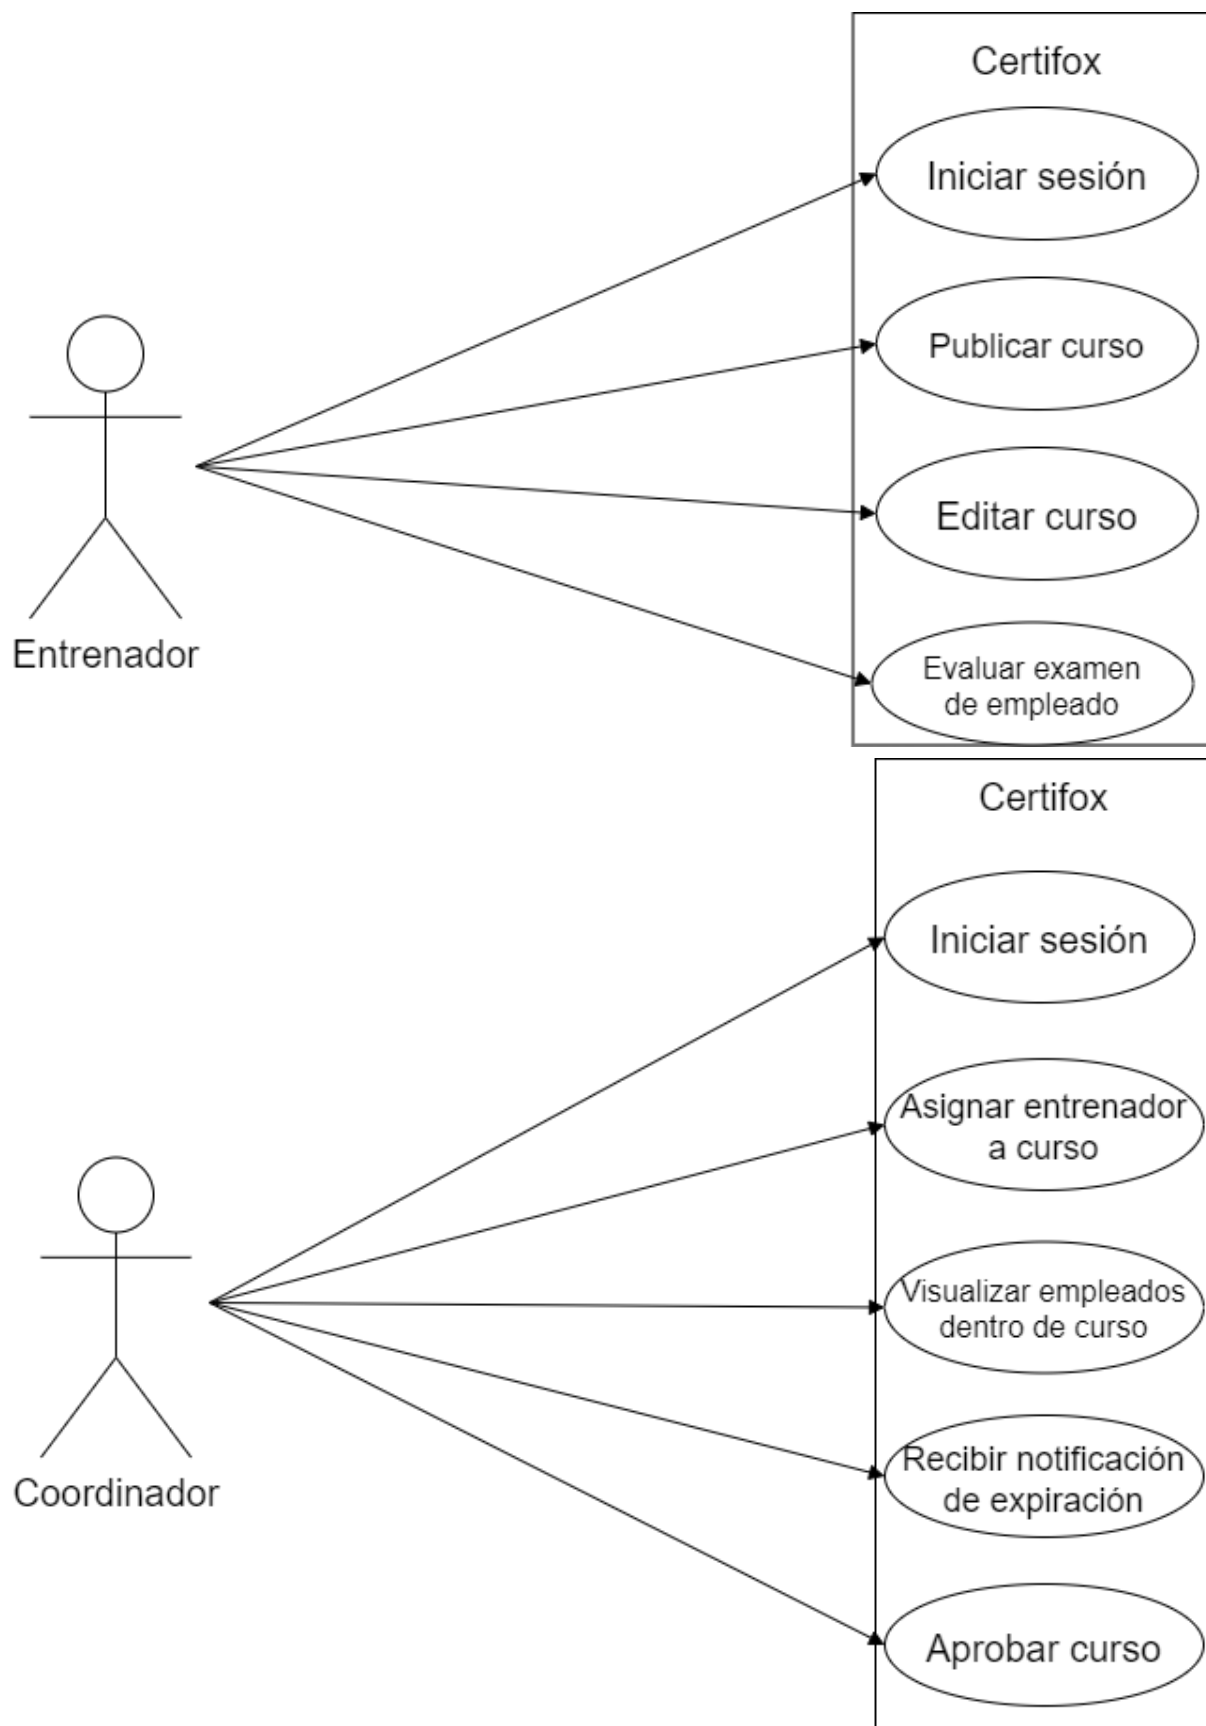 Certifox
Iniciar sesión
Publicar curso
Editar curso
Evaluar examen
de empleado
Entrenador
Certifox
Iniciar sesión
Asignar entrenador
a curso
Visualizar empleados
dentro de curso
Recibir notificación
de expiración
Aprobar curso
Coordinador